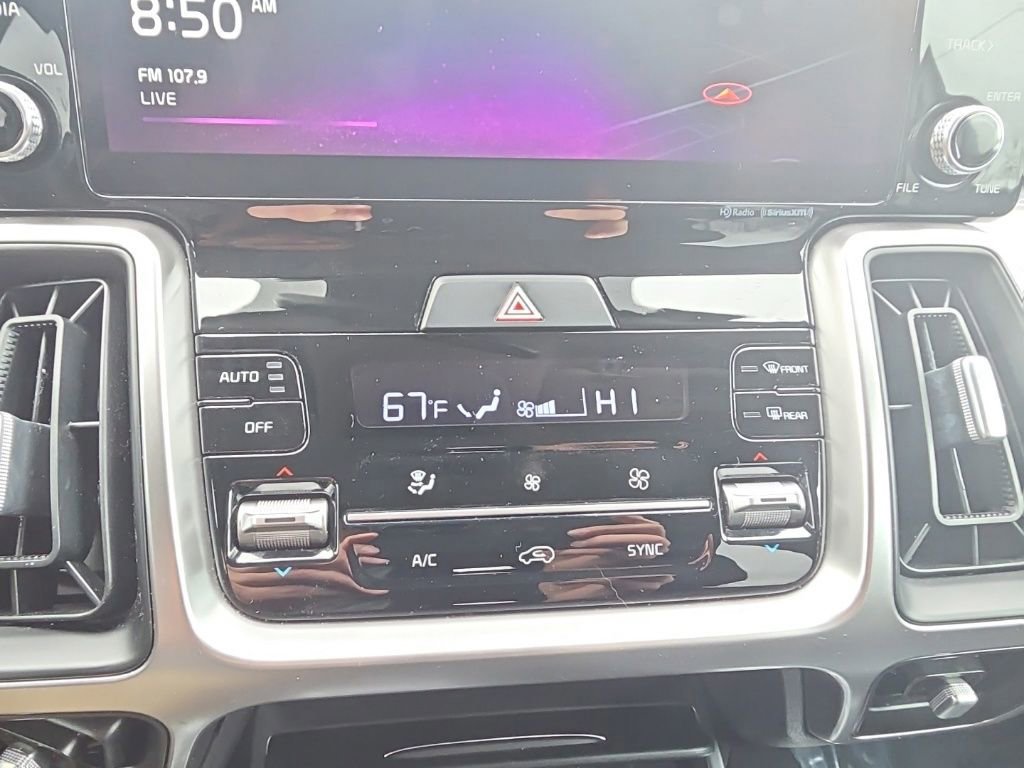 8:50 AM
VOL
TRACK>
FM 107.9
LIVE
ENTER
FILE
TUNE
HD Radio ((SiriusXM))
AUTO
OFF
67°F
HI
FRONT
REAR
A/C
SYNC